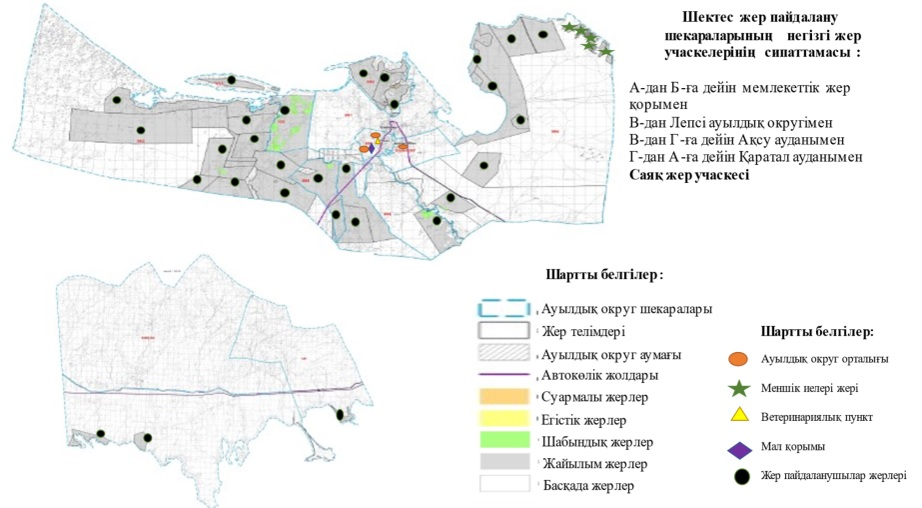 Шектес жер пайдалану
шекараларының негізгі жер
учаскелерінің сипаттамасы :
А-дан Б-ға дейін мемлекеттік жер
қорымен
В-дан Лепсі ауылдық округімен
В-дан Г-ға дейін Ақсу ауданымен
Г-дан А-ға дейін Қаратал ауданымен
Саяқ жер учаскесі
Шартты белгілер :
Ауылдық округ шекаралары
Жер телімдері
Ауылдық округ аумағы
Автокөлік жолдары
Суармалы жерлер
Егістік жерлер
Шабындық жерлер
Жайылым жерлер
Басқада жерлер
Шартты белгілер:
Ауылдық округ орталығы
Меншік иелері жері
Ветеринариялық пункт
Мал қорымы
Жер пайдаланушылар жерлері